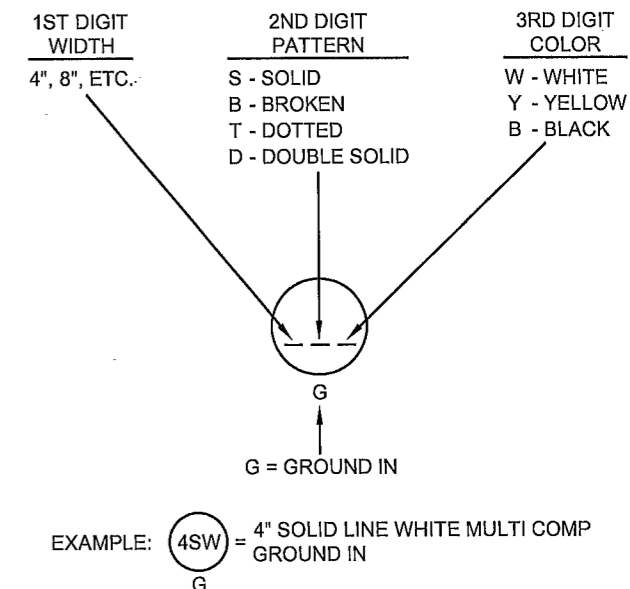 1ST DIGIT
WIDTH
4", 8", ETC.
2ND DIGIT
PATTERN
S - SOLID
B - BROKEN
T - DOTTED
D - DOUBLE SOLID
3RD DIGIT
COLOR
W - WHITE
Y - YELLOW
B - BLACK
_ _ _
G
G = GROUND IN
EXAMPLE: 4SW = 4" SOLID LINE WHITE MULTI COMP
GROUND IN
G